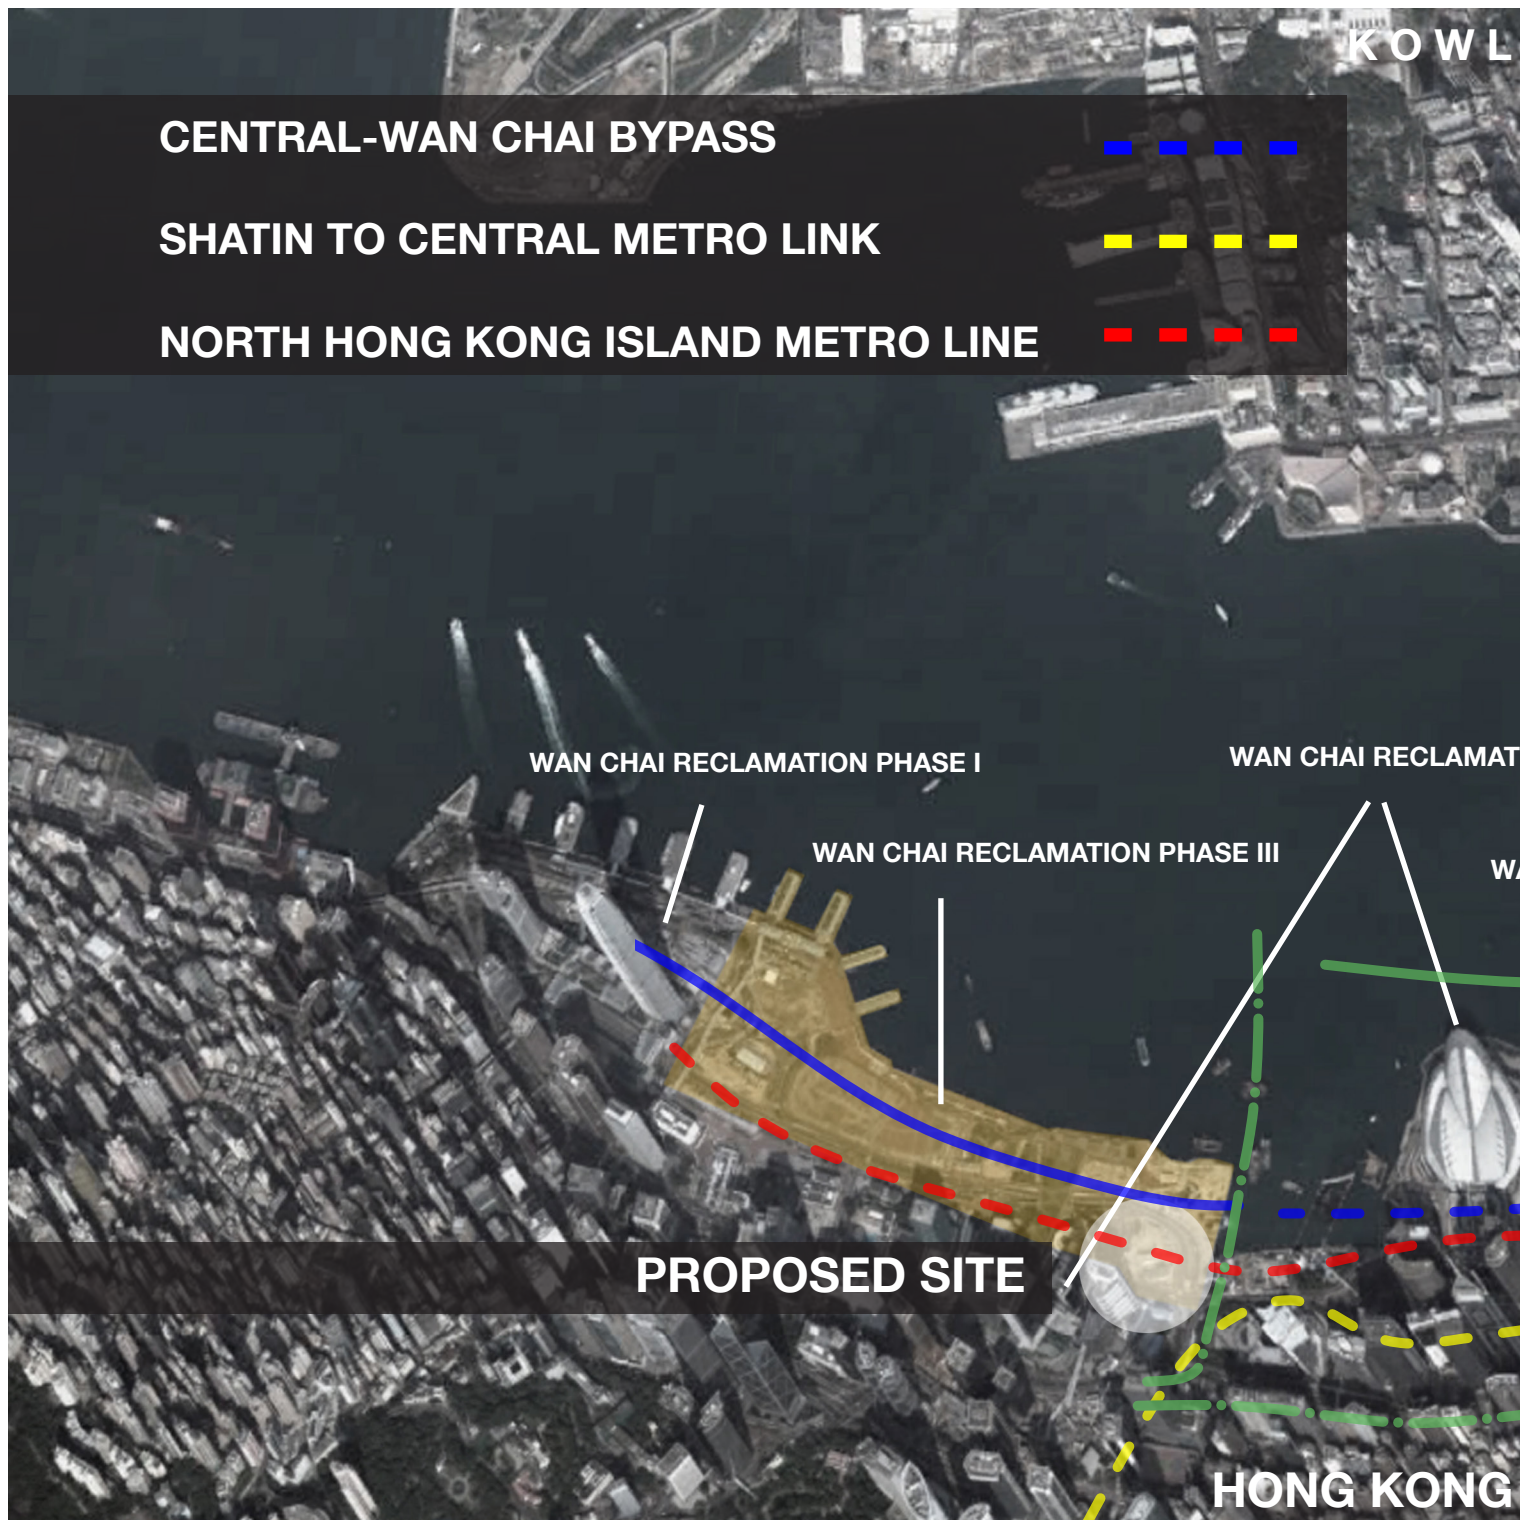 KOWL
CENTRAL-WAN CHAI BYPASS
SHATIN TO CENTRAL METRO LINK
NORTH HONG KONG ISLAND METRO LINE
WAN CHAI RECLAMATION PHASE I
WAN CHAI RECLAMAT
WAN CHAI RECLAMATION PHASE III
WA
PROPOSED SITE
HONG KONG